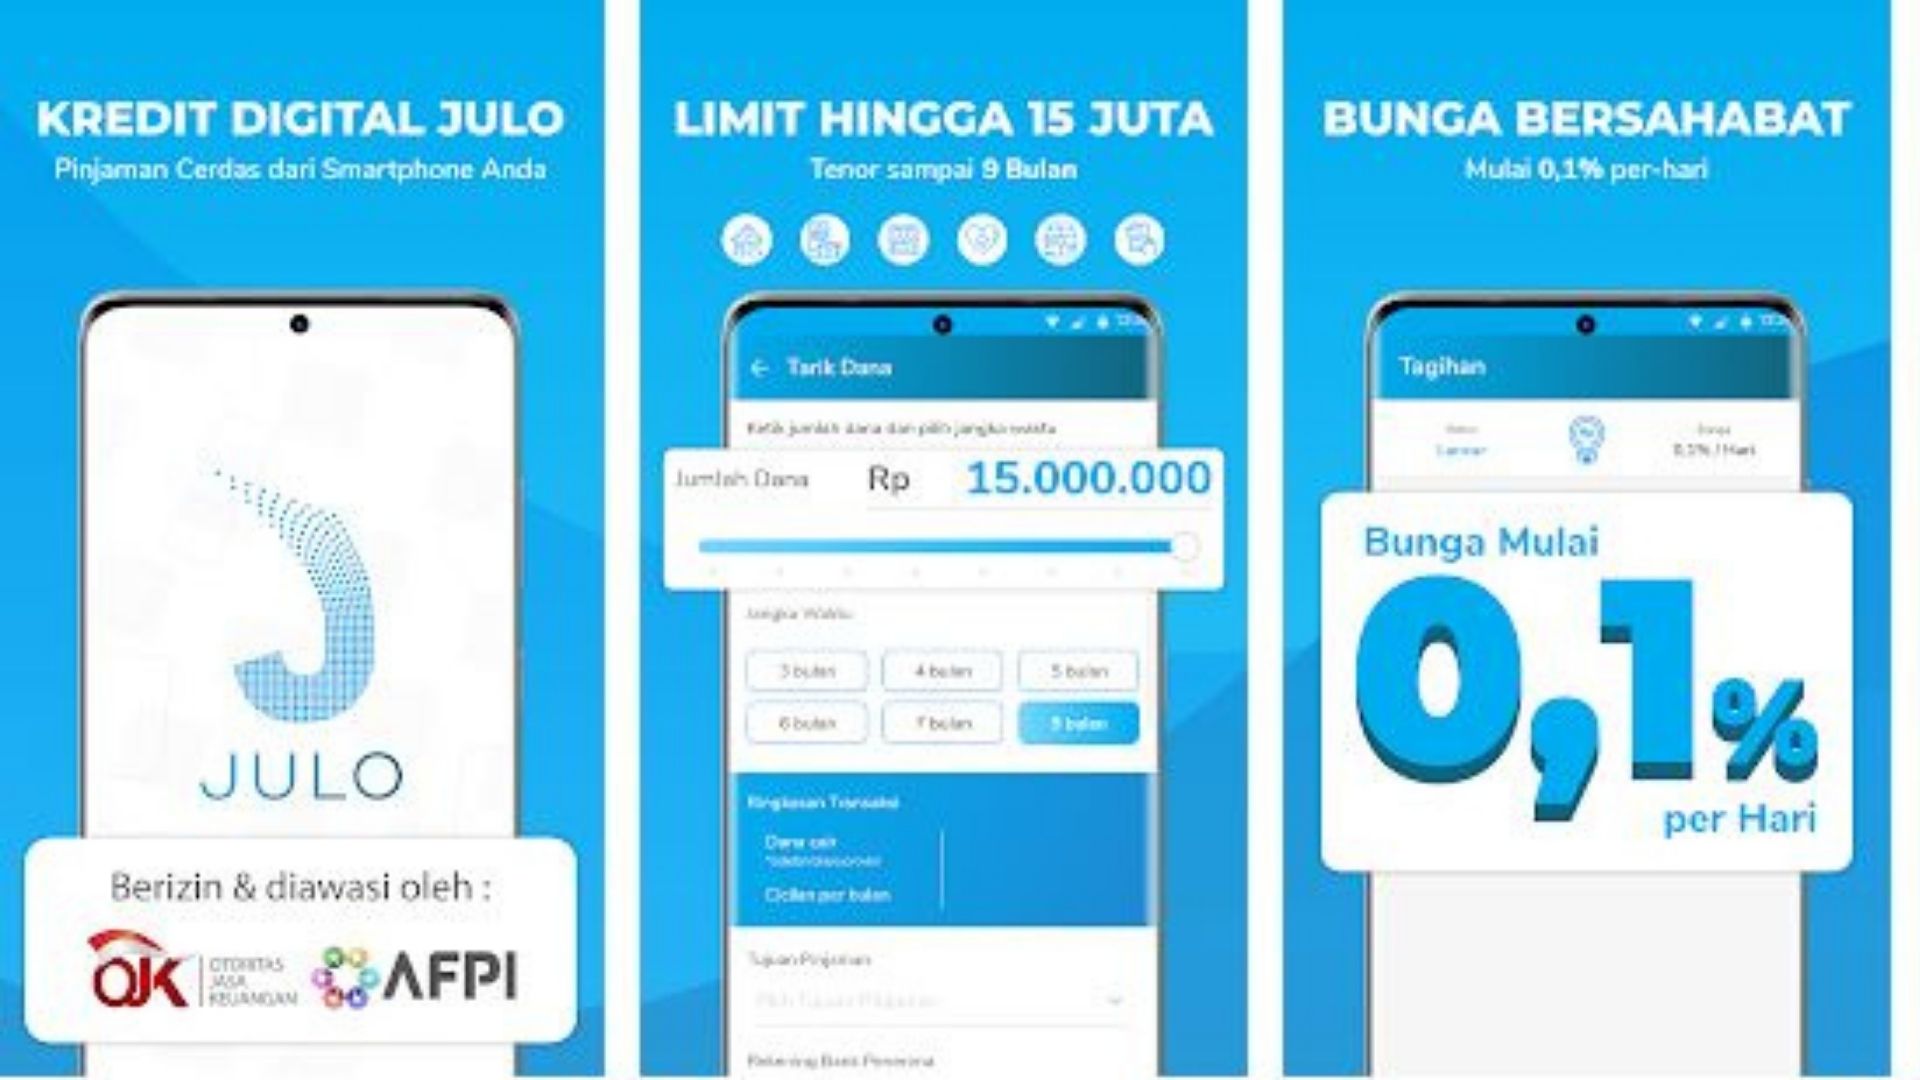 KREDIT DIGITAL JULO
Pinjaman Cerdas dari Smartphone Anda
JULO
Berizin & diawasi oleh :
OJK OTORITAS JASA KEUANGAN
AFPI
LIMIT HINGGA 15 JUTA
Tenor sampai 9 Bulan
Tarik Dana
Ketik jumlah dana dan pilih jangka waktu
Jumlah Dana Rp 15.000.000
Jangka Waktu
3 bulan 4 bulan 5 bulan
6 bulan 7 bulan 9 bulan
Ringkasan Transaksi
Dana cair
Cicilan per bulan
Tujuan Pinjaman
Pilih Tujuan Pinjaman
Rekening Bank Penerima
BUNGA BERSAHABAT
Mulai 0,1% per-hari
Tagihan
Bunga
0,1% / Hari
Bunga Mulai
0,1%
per Hari